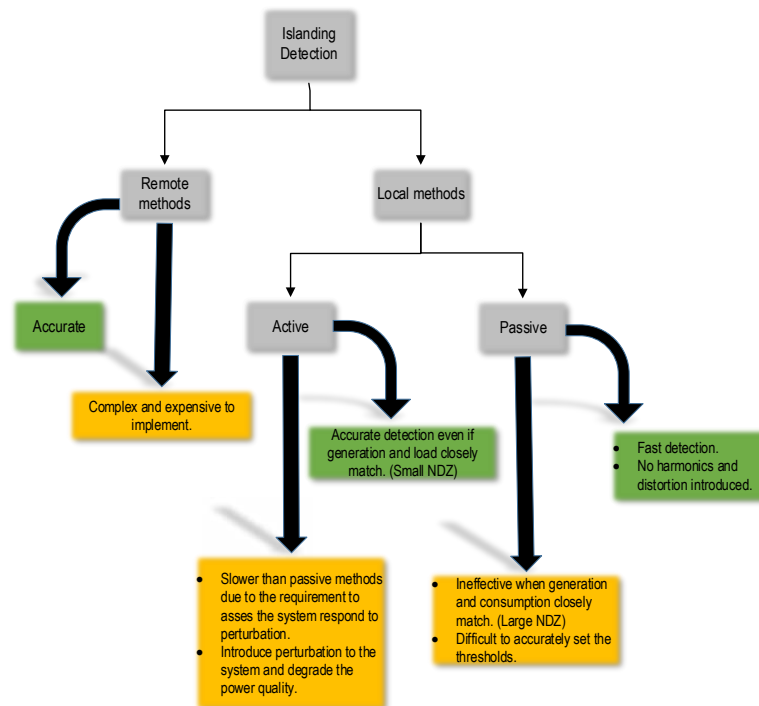 Islanding
Detection
Remote
methods
Local methods
Accurate
Active
Passive
Complex and expensive to
implement.
Accurate detection even if
generation and load closely
match. (Small NDZ)
• Fast detection.
• No harmonics and
distortion introduced.
• Slower than passive methods
due to the requirement to
asses the system respond to
perturbation.
• Introduce perturbation to the
system and degrade the
power quality.
• Ineffective when generation
and consumption closely
match. (Large NDZ)
• Difficult to accurately set the
thresholds.